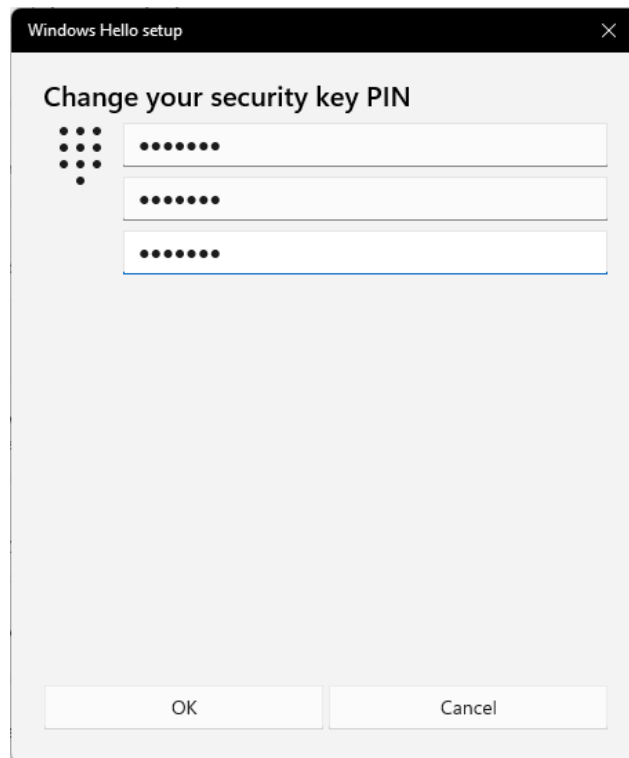 Windows Hello setup
Change your security key PIN
•••••••
•••••••
•••••••
OK
Cancel